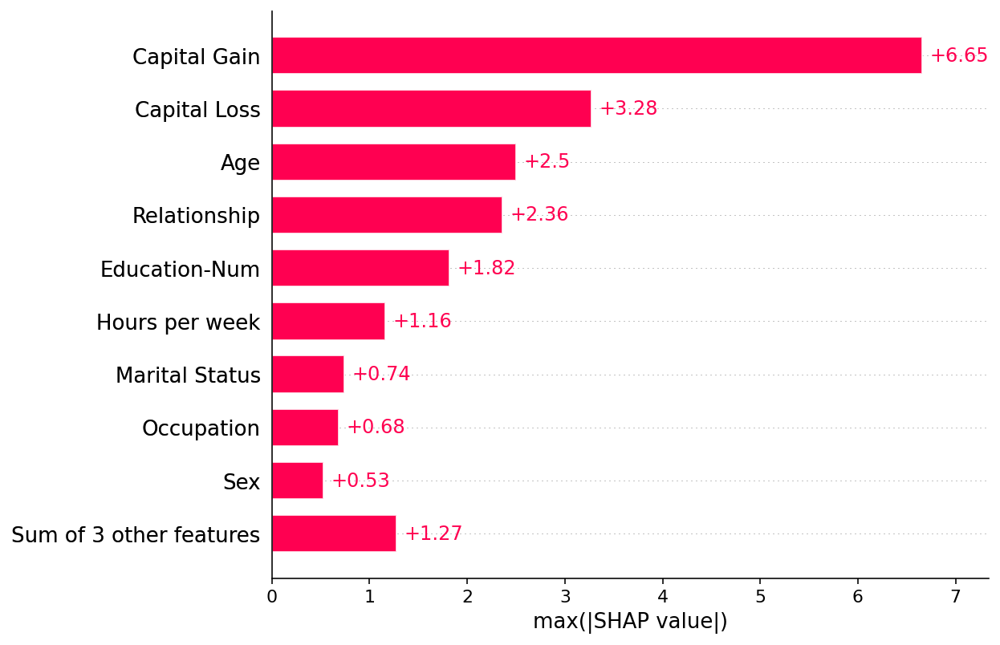 Capital Gain +6.65
Capital Loss +3.28
Age +2.5
Relationship +2.36
Education-Num +1.82
Hours per week +1.16
Marital Status +0.74
Occupation +0.68
Sex +0.53
Sum of 3 other features +1.27
0 1 2 3 4 5 6 7
max(|SHAP value|)